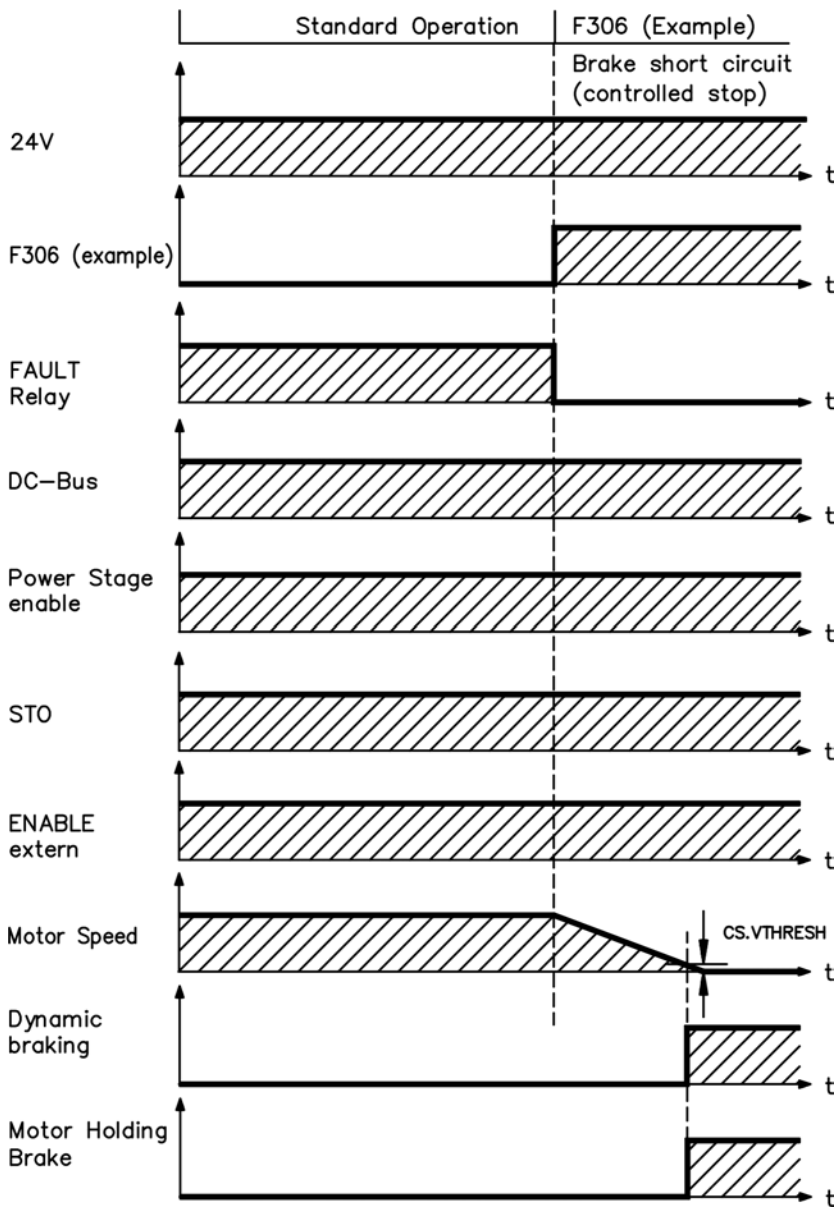 Standard Operation
F306 (Example)
Brake short circuit
(controlled stop)
24V
t
F306 (example)
t
FAULT
Relay
t
DC-Bus
t
Power Stage
enable
t
STO
t
ENABLE
extern
t
Motor Speed
CS.VTHRESH
t
Dynamic
braking
t
Motor Holding
Brake
t